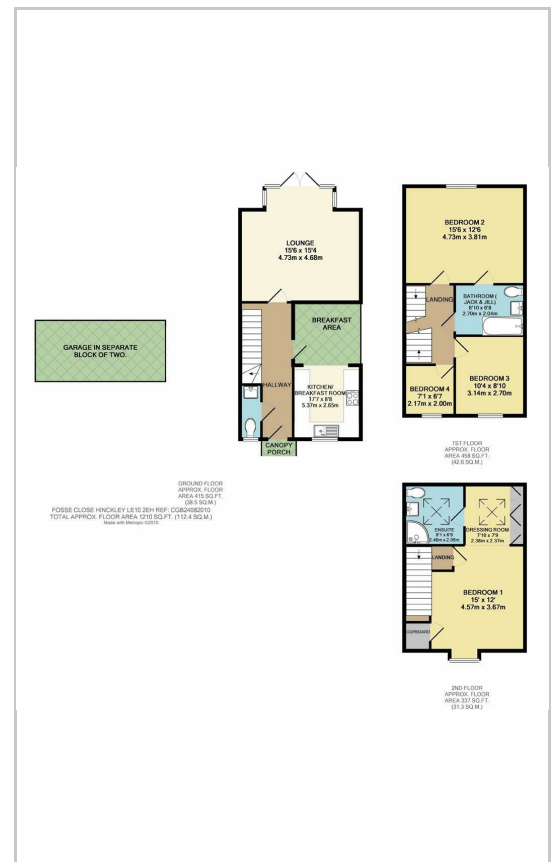 GARAGE IN SEPARATE
BLOCK OF TWO.
LOUNGE
15'6 x 15'4
4.73m x 4.68m
BREAKFAST
AREA
HALLWAY
KITCHEN/
BREAKFAST ROOM
17'7 x 8'8
5.37m x 2.65m
CANOPY
PORCH
GROUND FLOOR
APPROX. FLOOR
AREA 415 SQ.FT.
(38.5 SQ.M.)
FOSSE CLOSE HINCKLEY LE10 2EH REF: CGB24082010
TOTAL APPROX. FLOOR AREA 1210 SQ.FT. (112.4 SQ.M.)
Made with Metropix ©2010
BEDROOM 2
15'6 x 12'6
4.73m x 3.81m
LANDING
BATHROOM (
JACK & JILL)
8'10 x 6'8
2.70m x 2.04m
BEDROOM 4
7'1 x 6'7
2.17m x 2.00m
BEDROOM 3
10'4 x 8'10
3.14m x 2.70m
1ST FLOOR
APPROX. FLOOR
AREA 458 SQ.FT.
(42.6 SQ.M.)
ENSUITE
8'1 x 6'9
2.46m x 2.06m
DRESSING ROOM
7'10 x 7'9
2.38m x 2.37m
LANDING
BEDROOM 1
15' x 12'
4.57m x 3.67m
CUPBOARD
2ND FLOOR
APPROX. FLOOR
AREA 337 SQ.FT.
(31.3 SQ.M.)